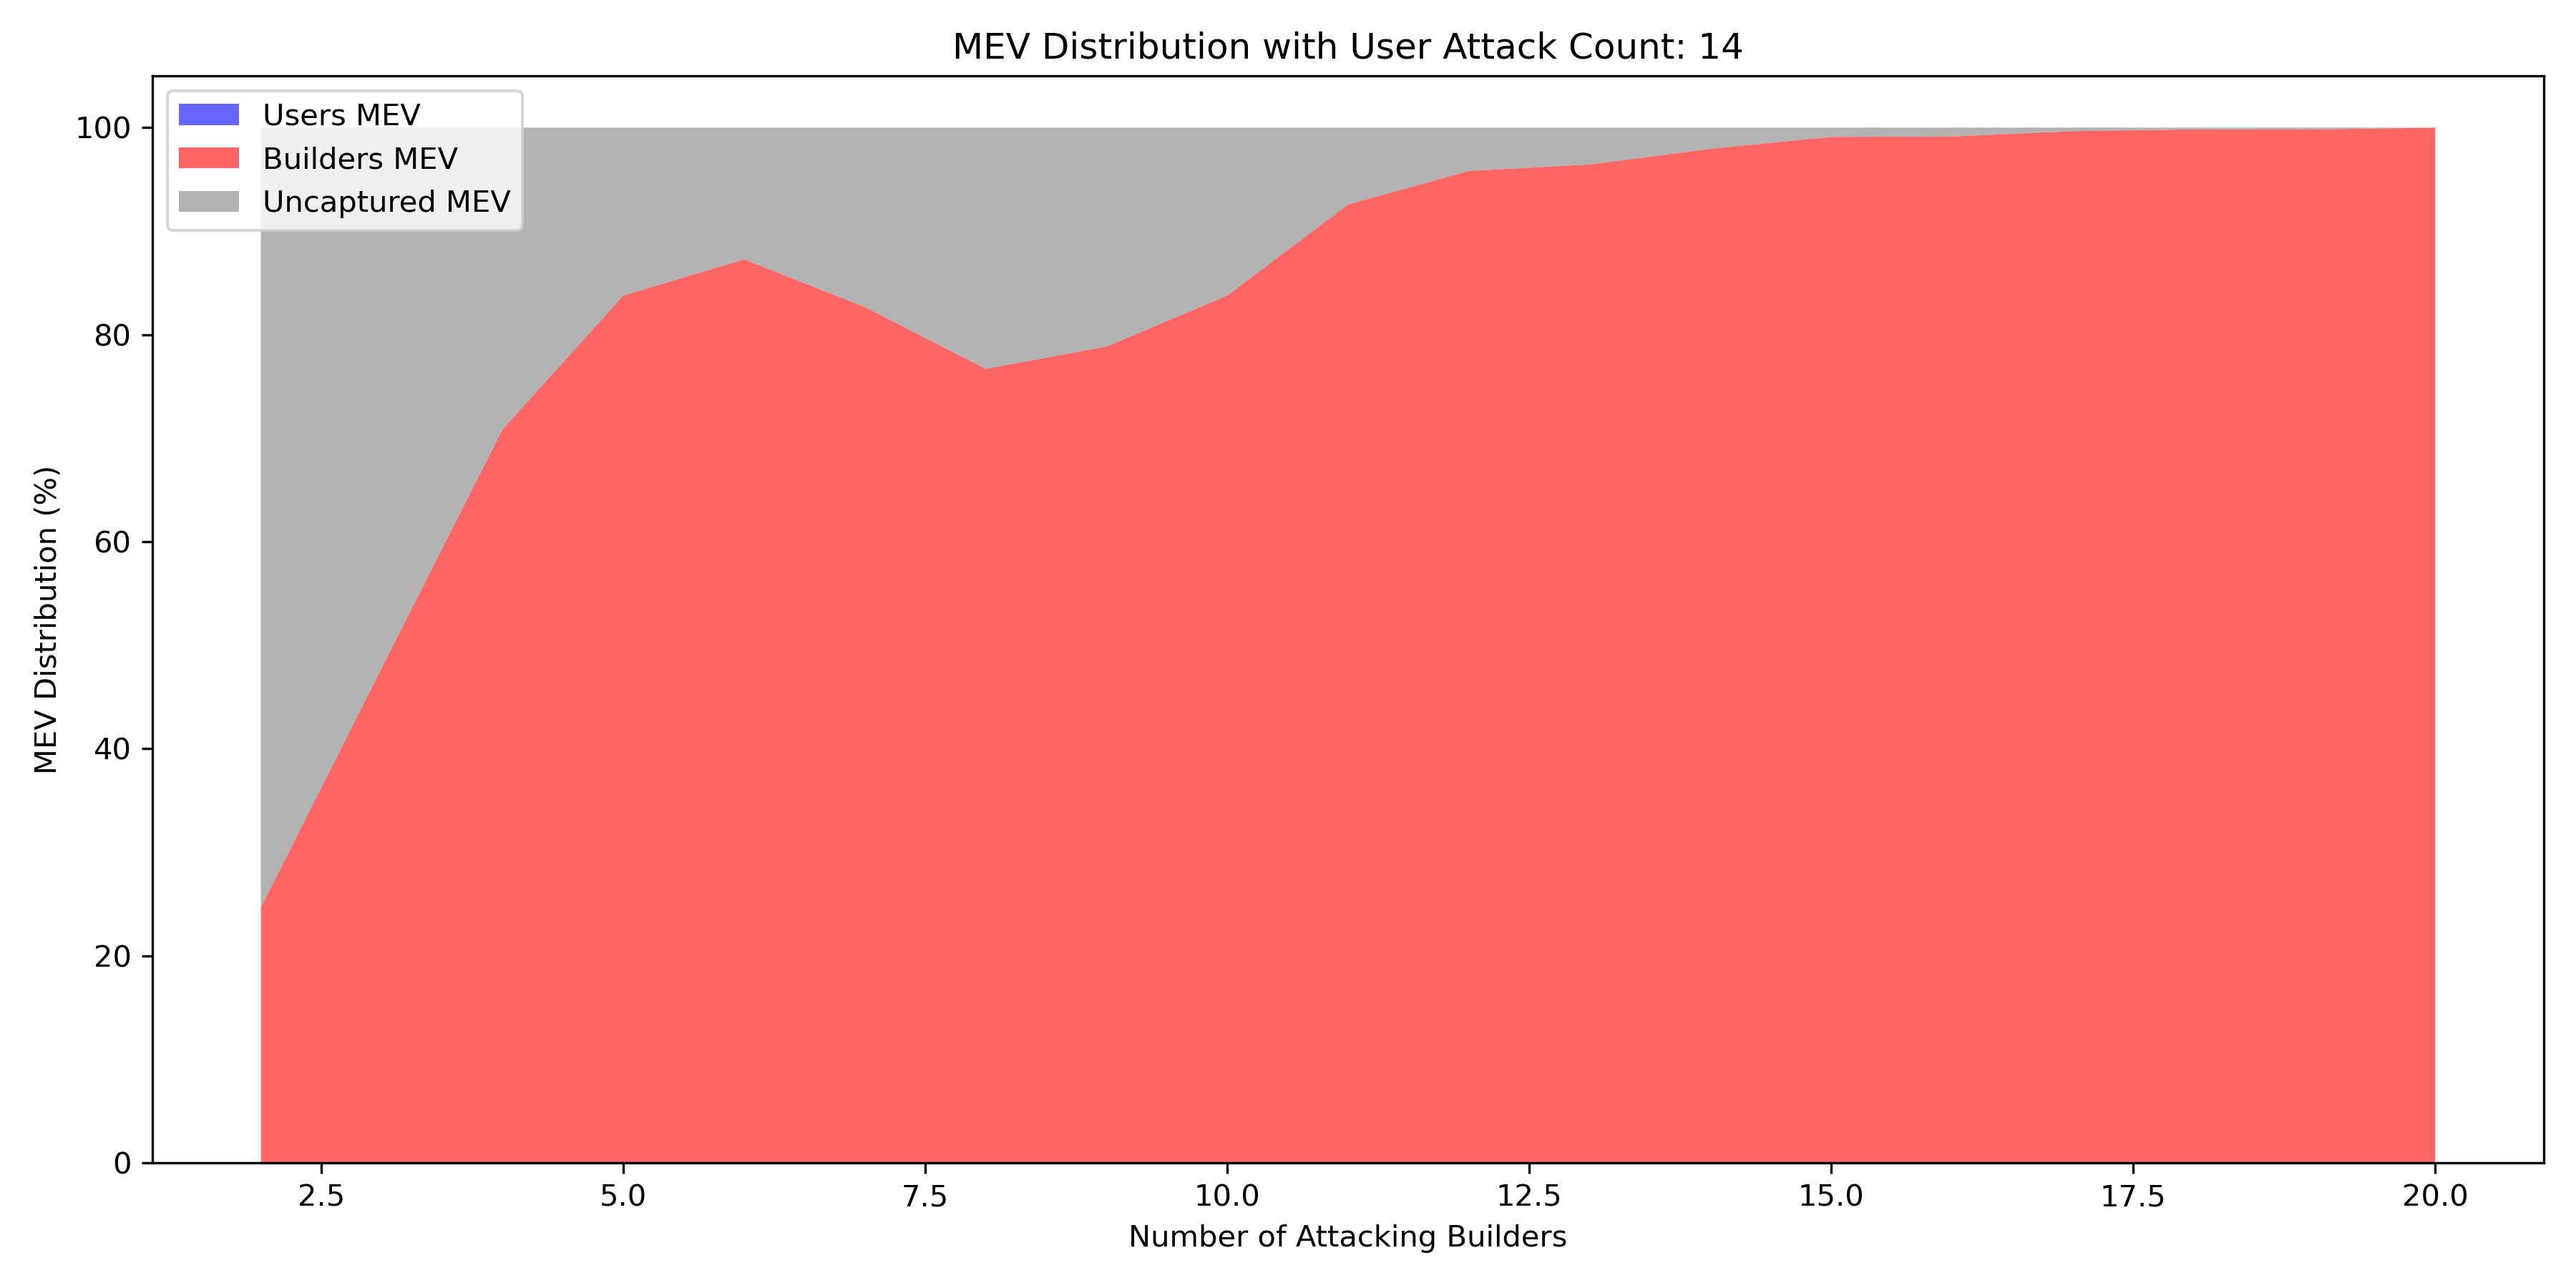 MEV Distribution with User Attack Count: 14
Users MEV
Builders MEV
Uncaptured MEV
MEV Distribution (%)
100
80
60
40
20
0
2.5 5.0 7.5 10.0 12.5 15.0 17.5 20.0
Number of Attacking Builders